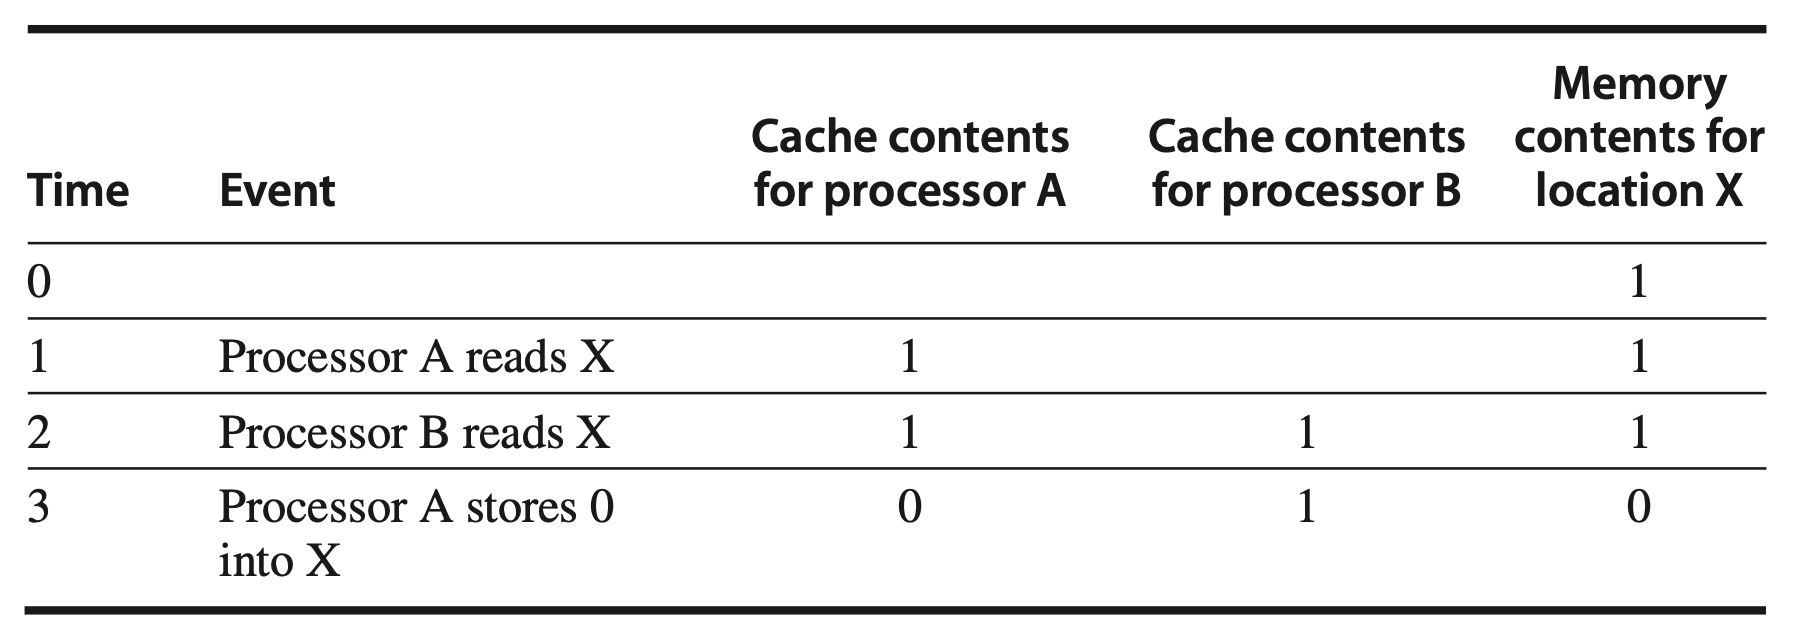 Memory
Cache contents Cache contents contents for
Time Event for processor A for processor B location X
0 1
1 Processor A reads X 1 1
2 Processor B reads X 1 1 1
3 Processor A stores 0 0 1 0
into X